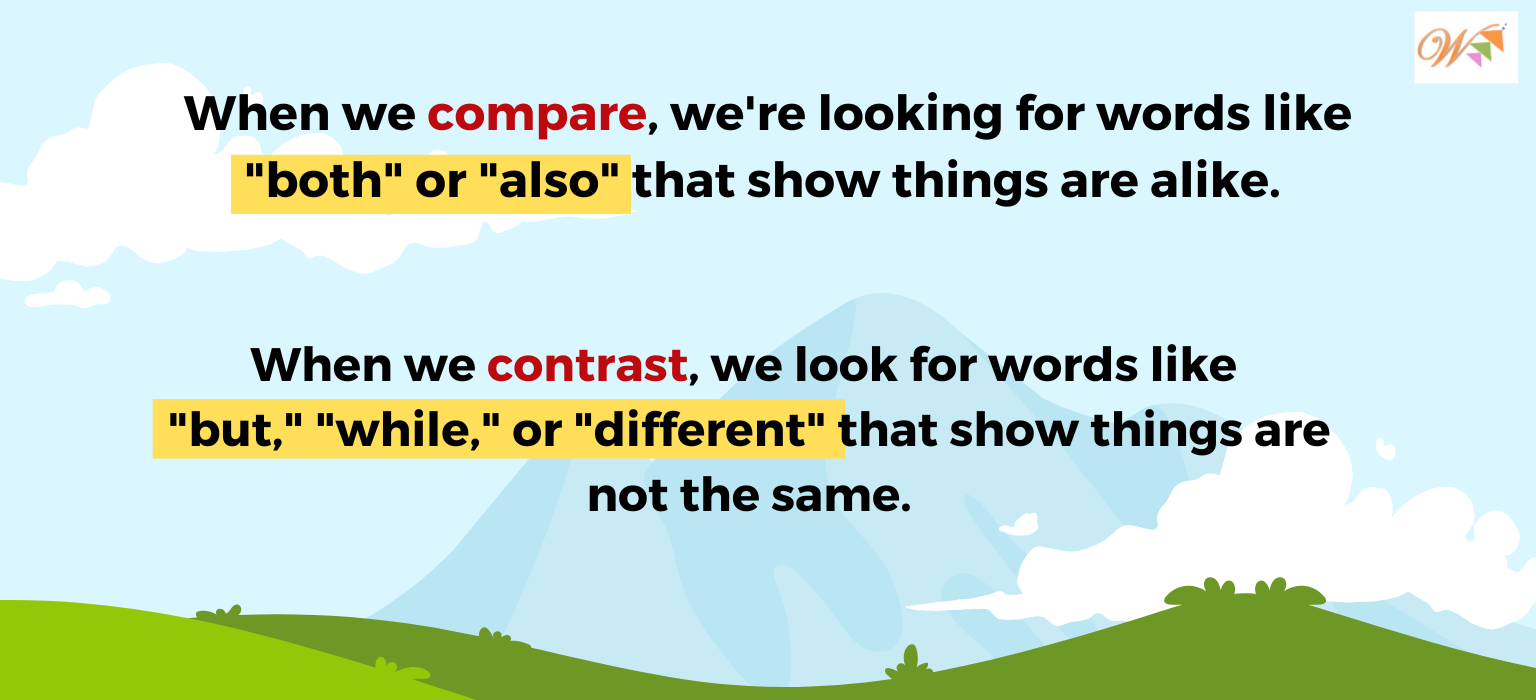 When we compare, we're looking for words like
"both" or "also" that show things are alike.
When we contrast, we look for words like
"but," "while," or "different" that show things are
not the same.
W